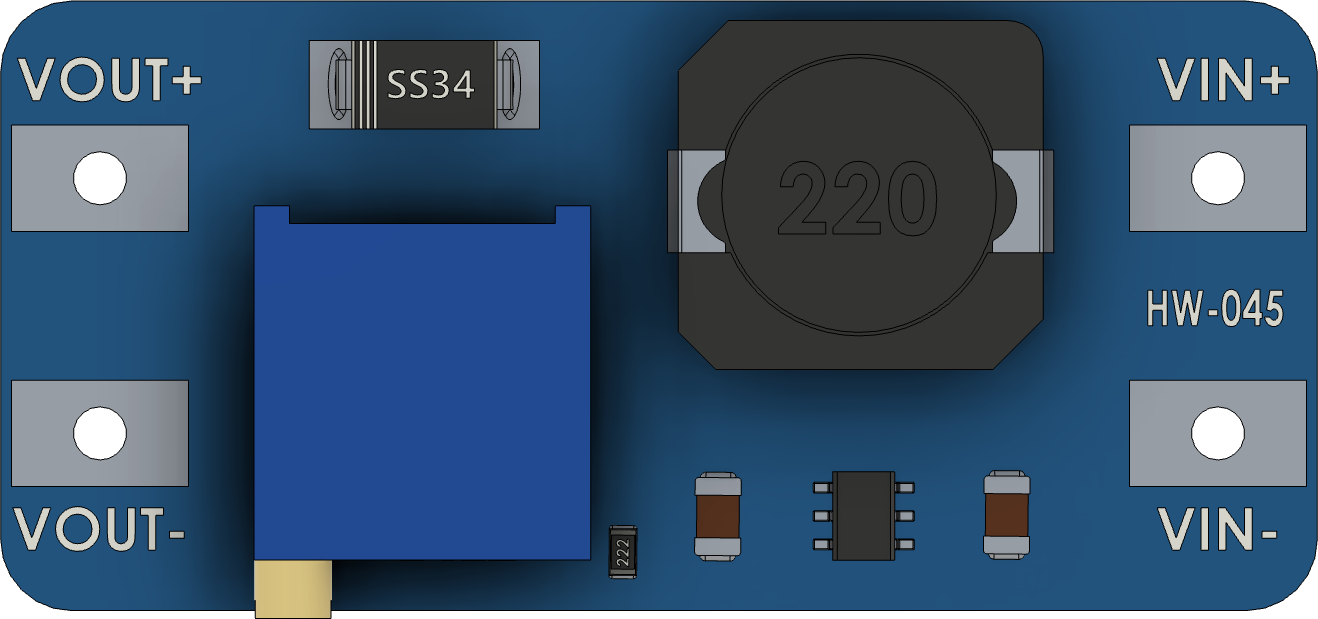 VOUT+
SS34
220
VIN+
HW-045
VOUT-
222
VIN-